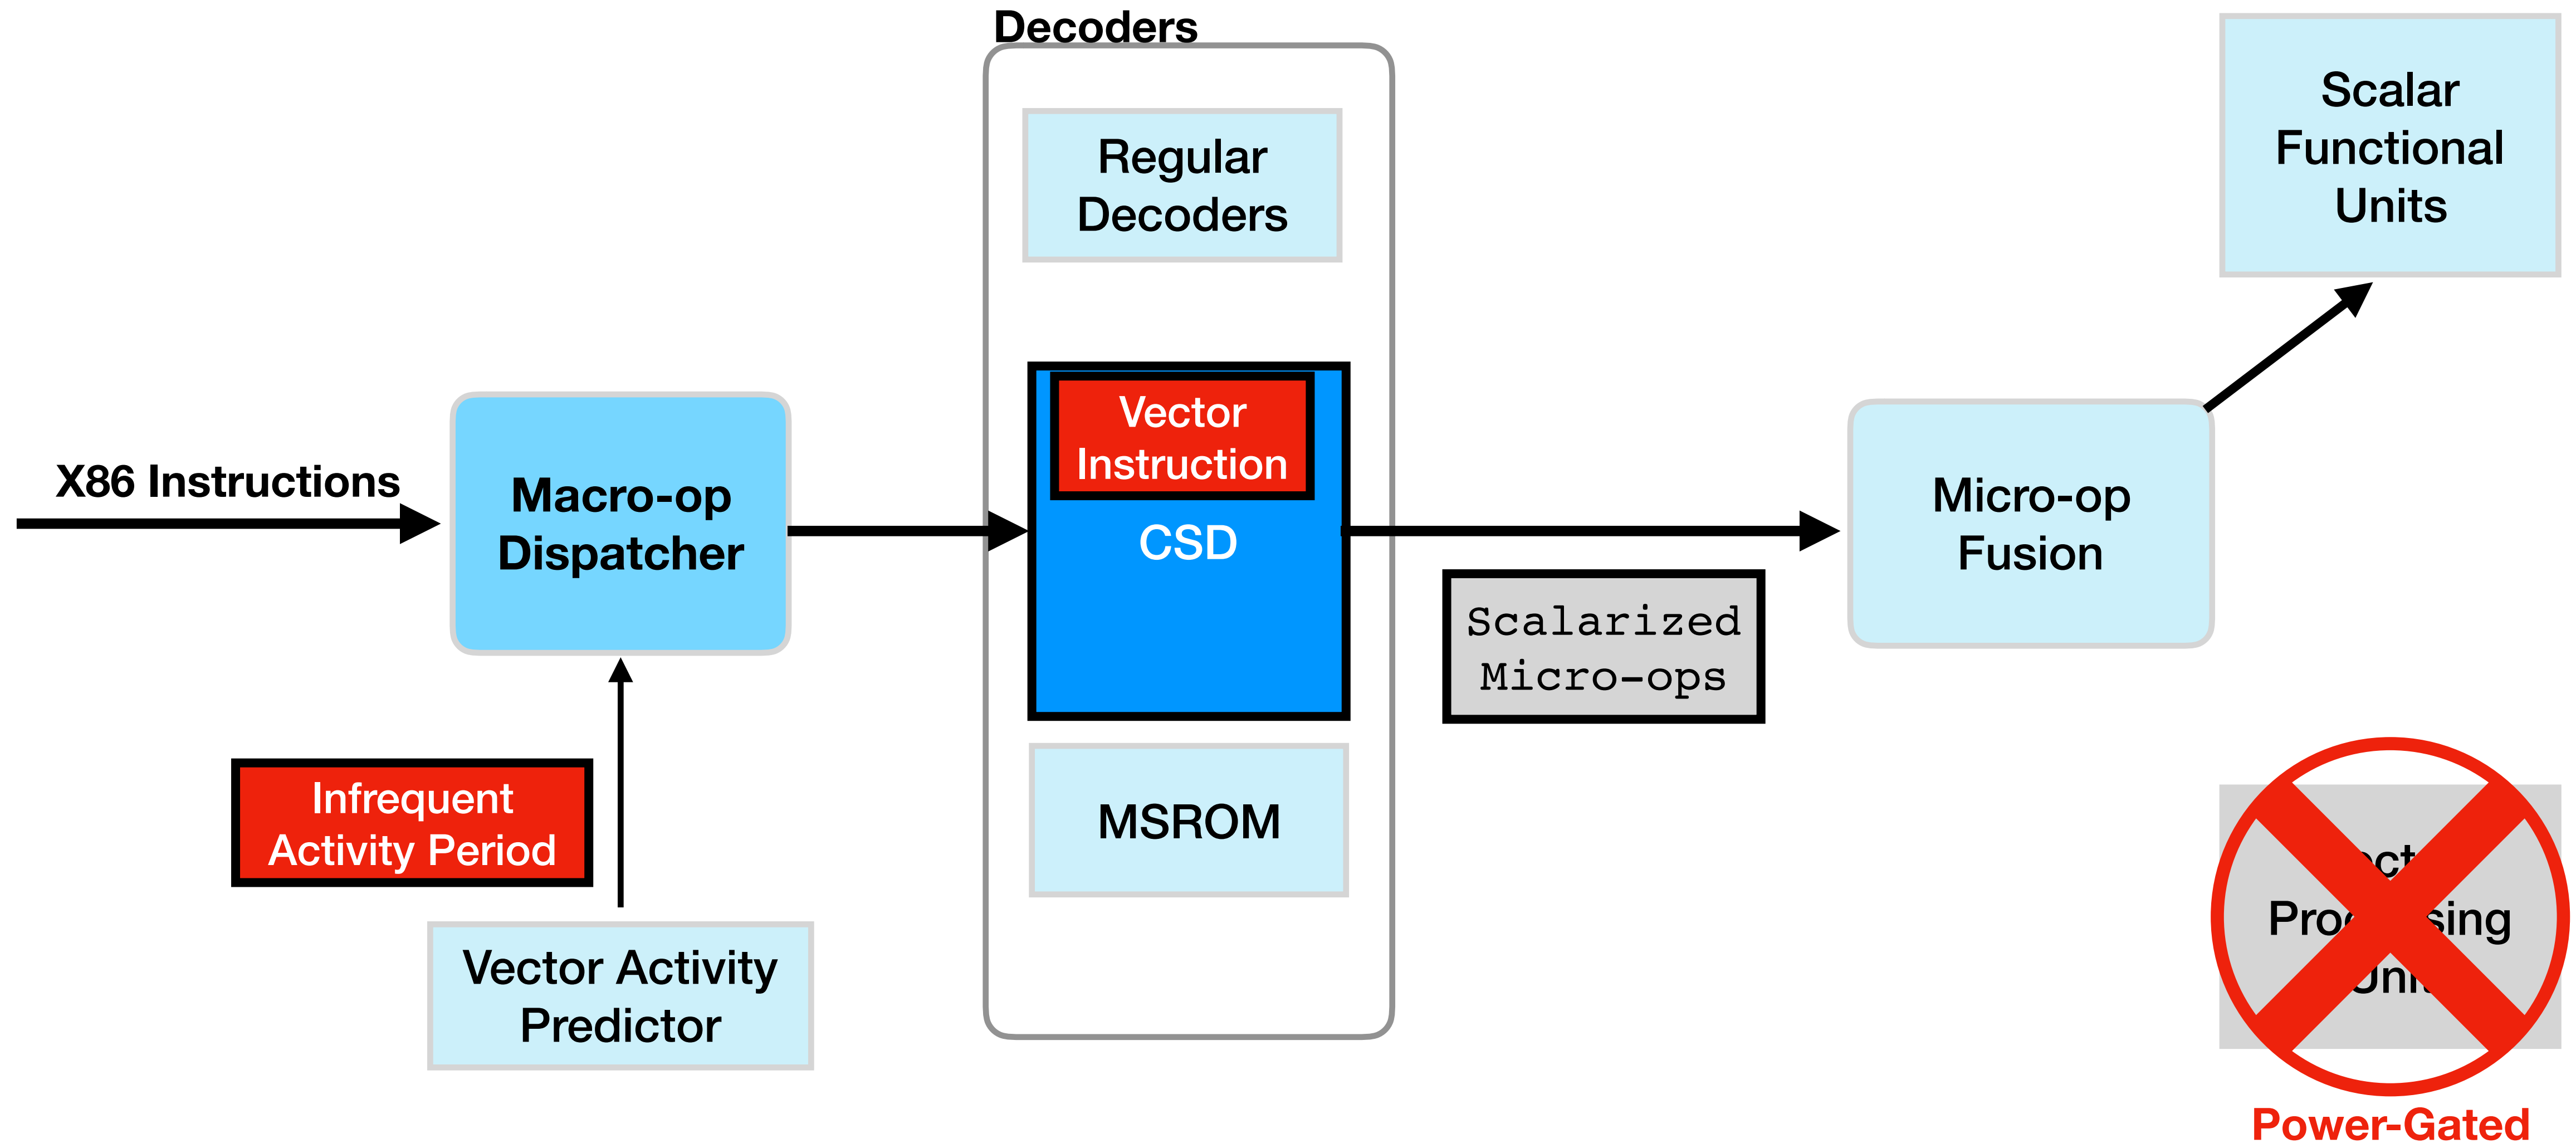 Decoders
Scalar
Functional
Units
Regular
Decoders
Vector
Instruction
CSD
X86 Instructions
Macro-op
Dispatcher
Micro-op
Fusion
Scalarized
Micro-ops
Infrequent
Activity Period
MSROM
Vector Activity
Predictor
Power-Gated